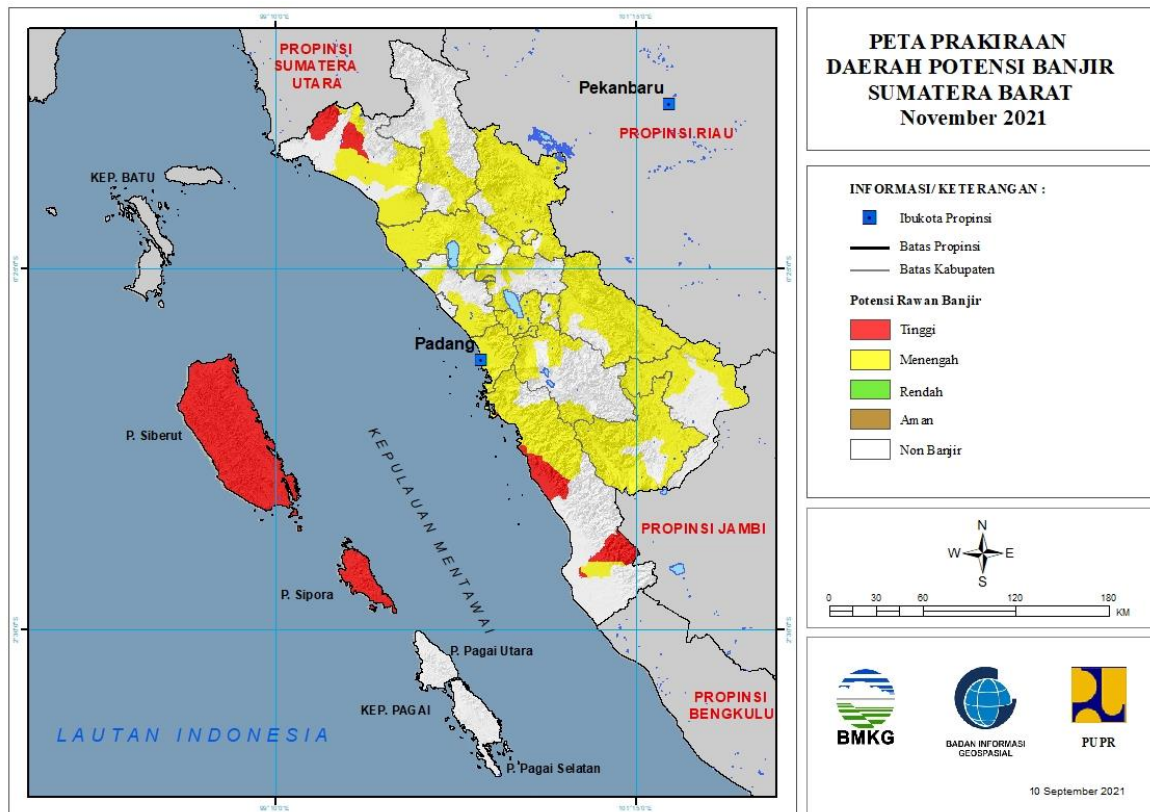 PETA PRAKIRAAN
DAERAH POTENSI BANJIR
SUMATERA BARAT
November 2021
INFORMASI/ KETERANGAN :
Ibukota Propinsi
Batas Propinsi
Batas Kabupaten
Potensi Rawan Banjir
Tinggi
Menengah
Rendah
Aman
Non Banjir
N
W E
S
0 30 60 120 180
KM
BMKG
BADAN INFORMASI
GEOSPASIAL
PUPR
10 September 2021
PROPINSI
SUMATERA
UTARA
Pekanbaru
PROPINSI RIAU
KEP. BATU
Padang
P. Siberut
KEPULAUAN MENTAWAI
PROPINSI JAMBI
P. Sipora
P. Pagai Utara
KEP. PAGAI
PROPINSI
BENGKULU
LAUTAN INDONESIA
P. Pagai Selatan